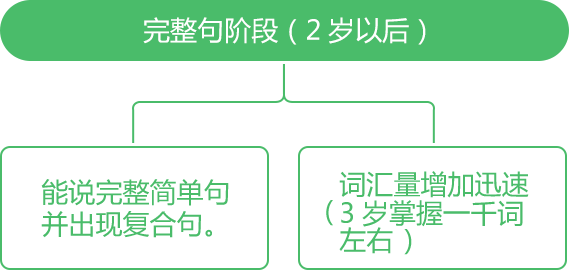 完整句阶段（2 岁以后）
能说完整简单句
并出现复合句。
词汇量增加迅速
（3 岁掌握一千词
左右）